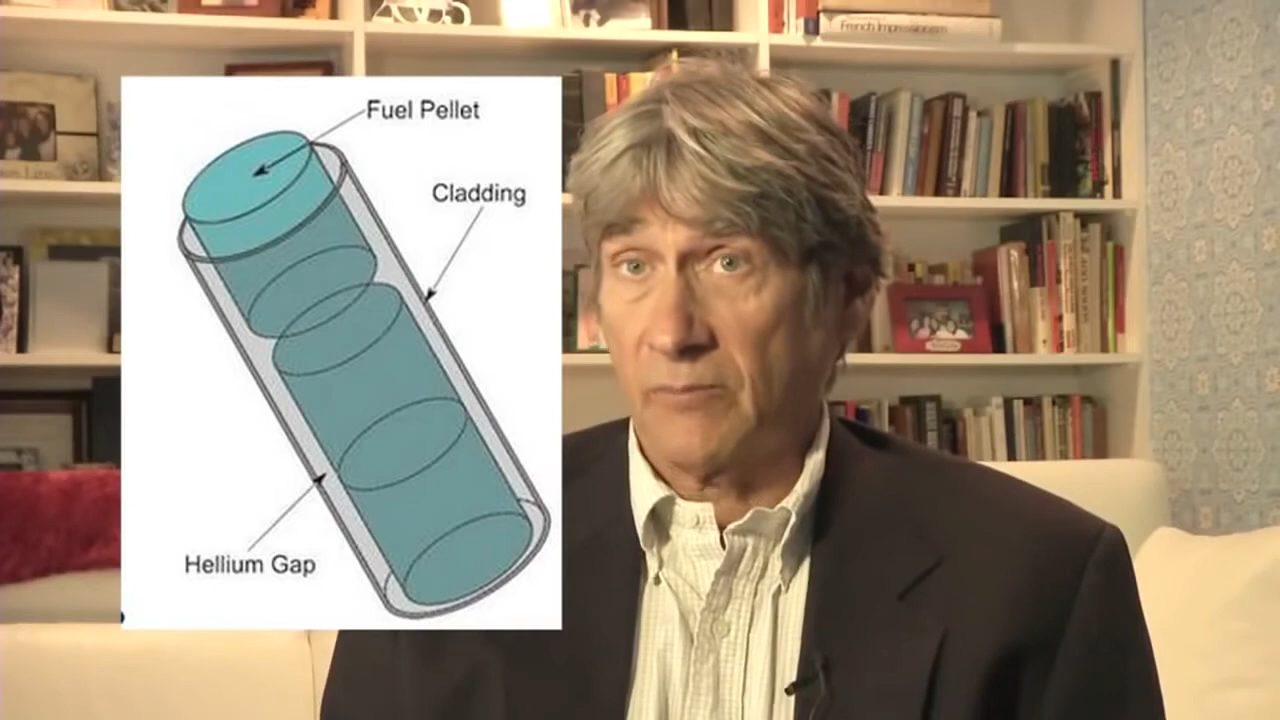 French Impressionism
Fuel Pellet
Cladding
Hellium Gap